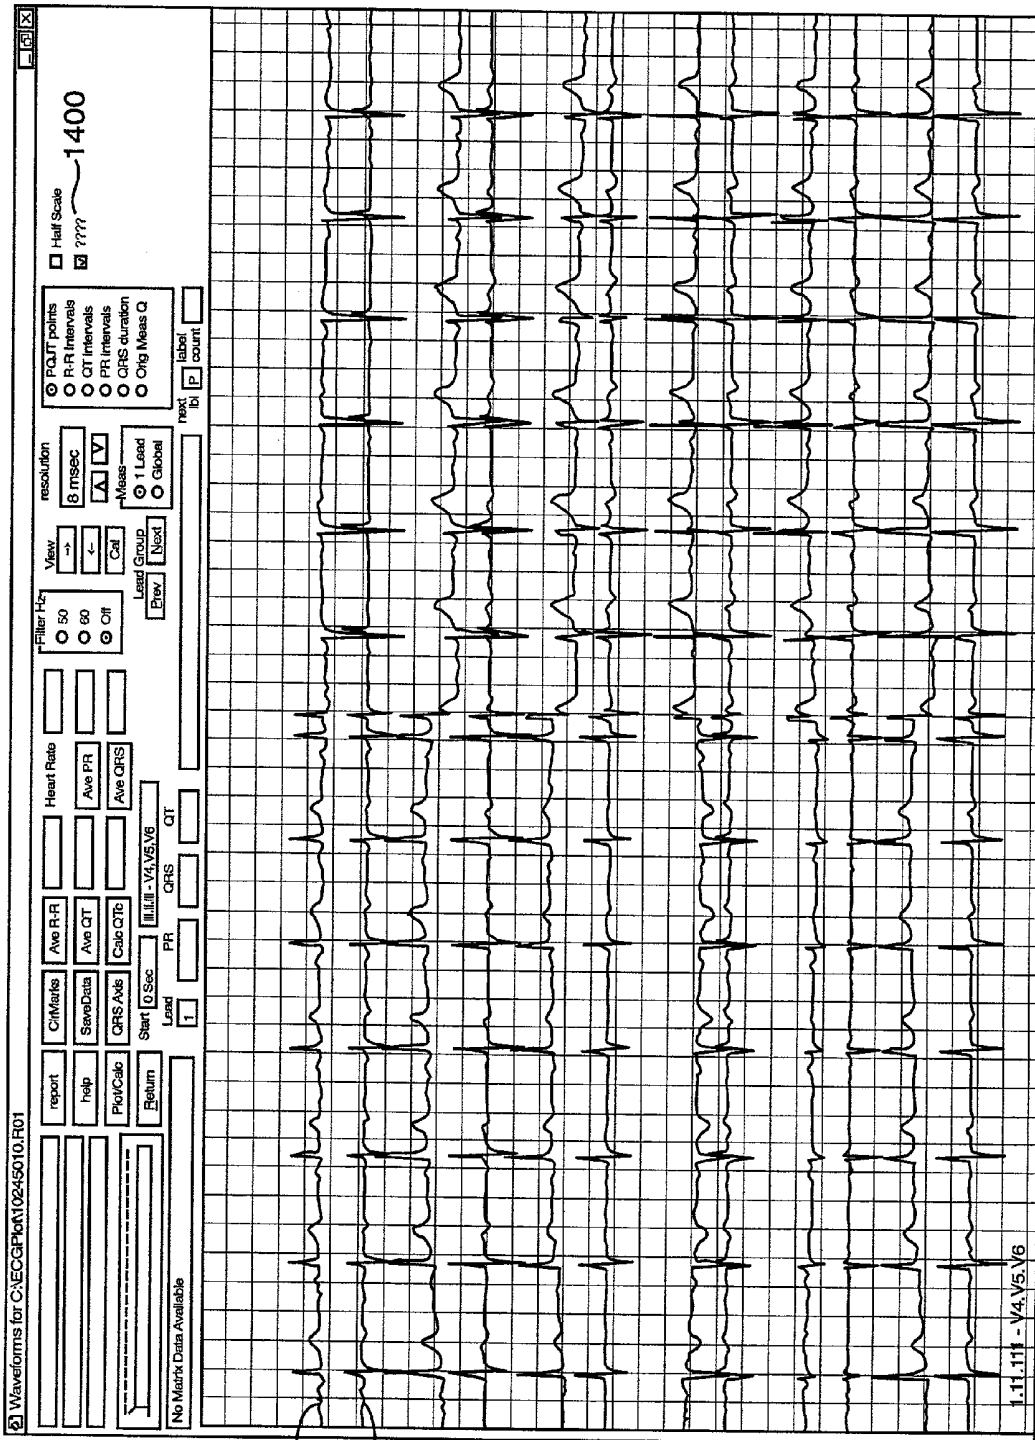 Waveforms for C:\ECGPlot\10245010.R01
report
ClrMarks
Ave R-R
Heart Rate
Filter Hz
View
resolution
PQJT points
Half Scale
help
SaveData
Ave QT
Ave PR
50
→
8 msec
R-R Intervals
???? 1400
Plot/Calc
QRS Axis
Calc QTc
Ave QRS
60
←
Λ V
QT Intervals
Off
Cal
Meas
PR Intervals
Return
Start 0 Sec
III.II.III - V4,V5,V6
Lead Group
1 Lead
QRS duration
Prev Next
Global
Orig Meas Q
Lead PR QRS QT
1
next lbl P label count
No Matrix Data Available
1.11.111 - V4.V5.V6